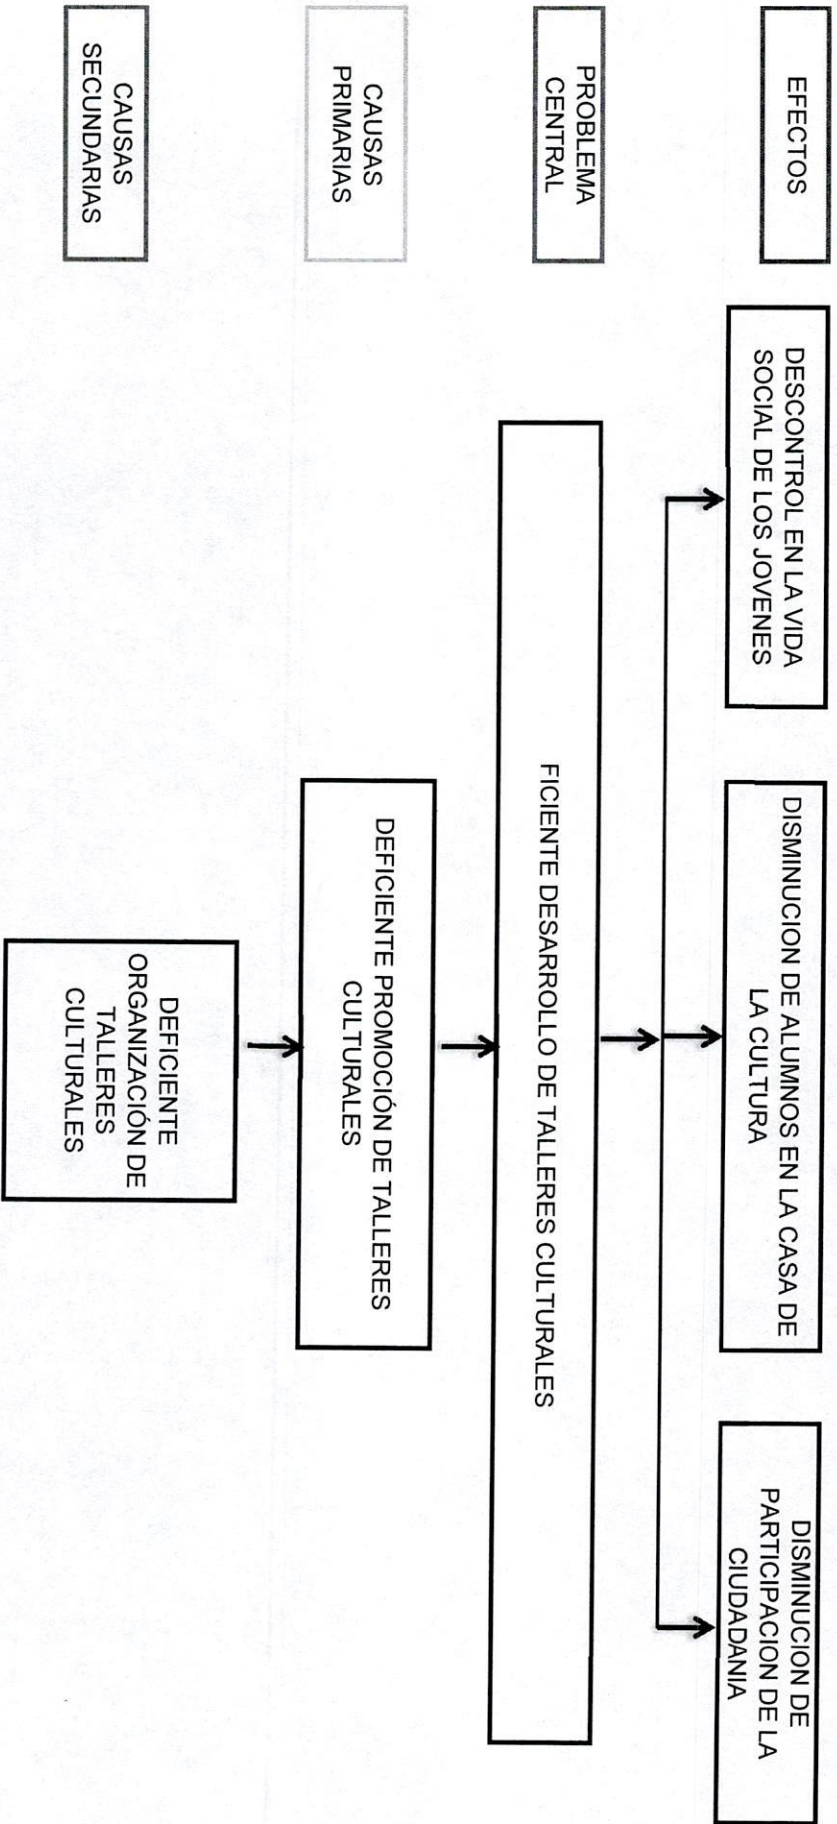 EFECTOS
DESCONTROL EN LA VIDA
SOCIAL DE LOS JOVENES
DISMINUCION DE ALUMNOS EN LA CASA DE
LA CULTURA
DISMINUCION DE
PARTICIPACION DE LA
CIUDADANIA
PROBLEMA
CENTRAL
FICIENTE DESARROLLO DE TALLERES CULTURALES
CAUSAS
PRIMARIAS
DEFICIENTE PROMOCIÓN DE TALLERES
CULTURALES
CAUSAS
SECUNDARIAS
DEFICIENTE
ORGANIZACIÓN DE
TALLERES
CULTURALES